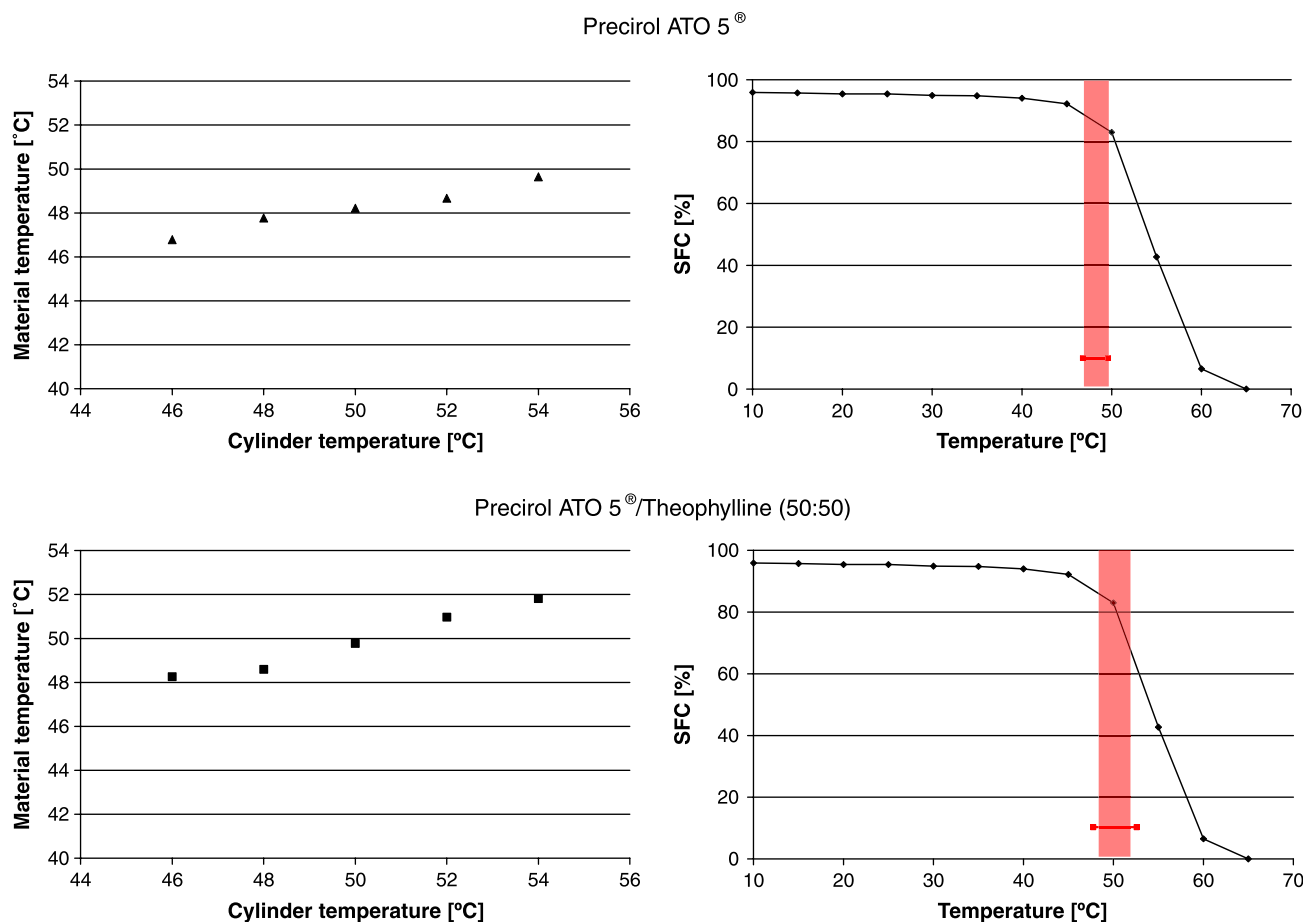 Precirol ATO 5®
Material temperature [˚C]
54
52
50
48
46
44
42
40
44 46 48 50 52 54 56
Cylinder temperature [ºC]
SFC [%]
100
80
60
40
20
0
10 20 30 40 50 60 70
Temperature [ºC]
Precirol ATO 5®/Theophylline (50:50)
Material temperature [˚C]
54
52
50
48
46
48
42
40
44 46 48 50 52 54 56
Cylinder temperature [ºC]
SFC [%]
100
80
60
40
20
0
10 20 30 40 50 60 70
Temperature [ºC]